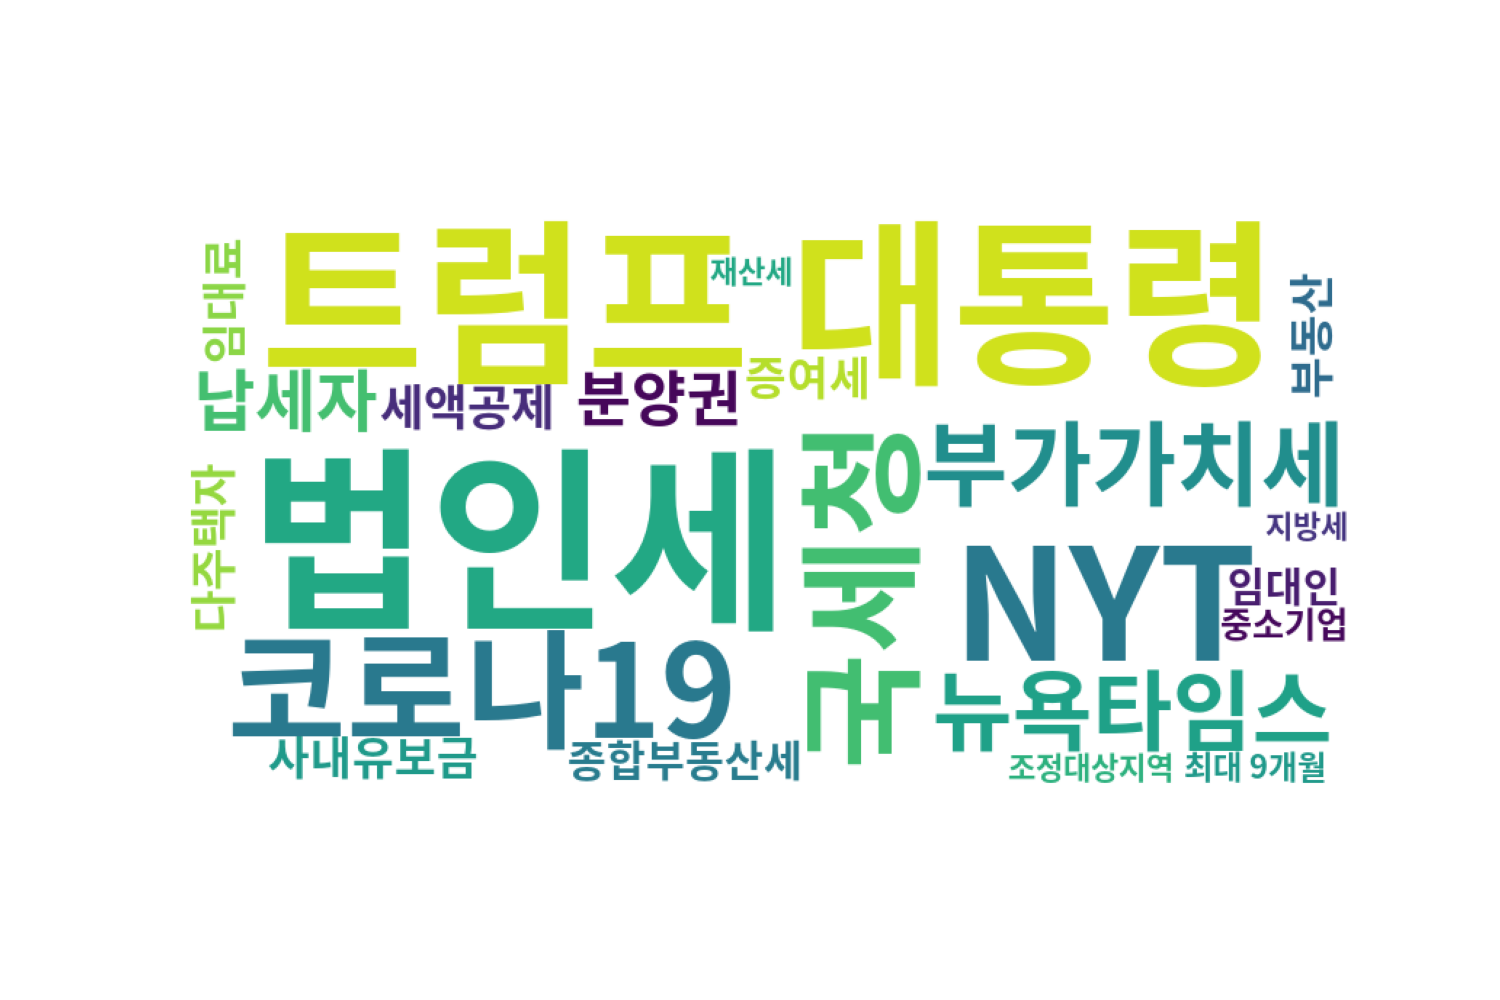 트럼프 대통령
재산세
임대료
부동산
납세자
세액공제
분양권
증여세
다주택자
법인세
국세청
부가가치세
지방세
NYT
임대인
중소기업
코로나19
뉴욕타임스
사내유보금
종합부동산세
조정대상지역
최대 9개월